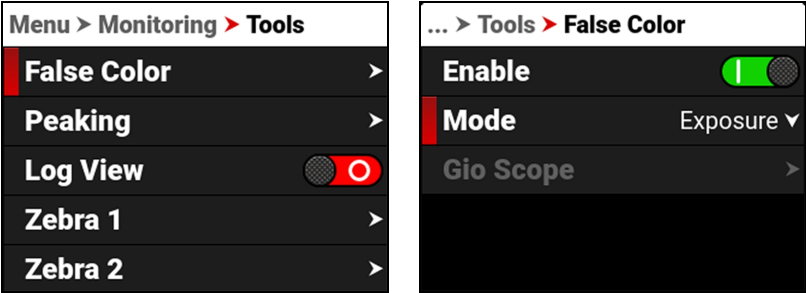 Menu > Monitoring > Tools
False Color >
Peaking >
Log View
Zebra 1 >
Zebra 2 >
... > Tools > False Color
Enable
Mode Exposure
Gio Scope >